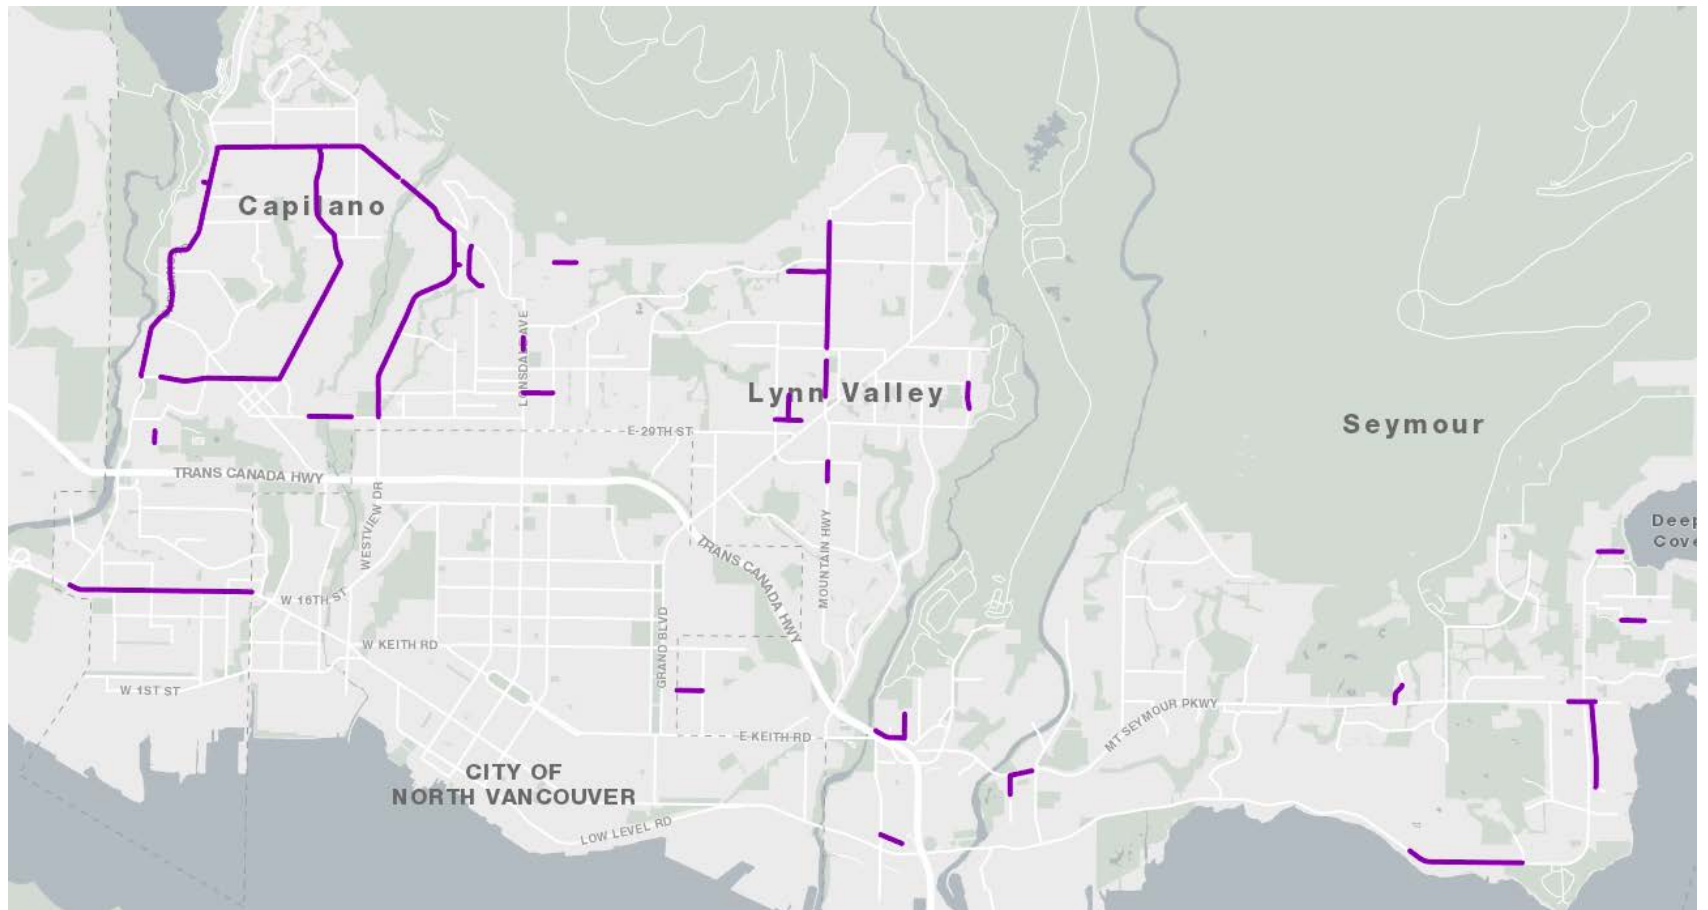 Capilano
LONSDALE AVE
Lynn Valley
Seymour
E 29TH ST
TRANS CANADA HWY
WESTVIEW DR
MOUNTAIN HWY
TRANS CANADA HWY
Deep
Cove
W 16TH ST
W KEITH RD
GRAND BLVD
W 1ST ST
E KEITH RD
MT SEYMOUR PKWY
CITY OF
NORTH VANCOUVER
LOW LEVEL RD